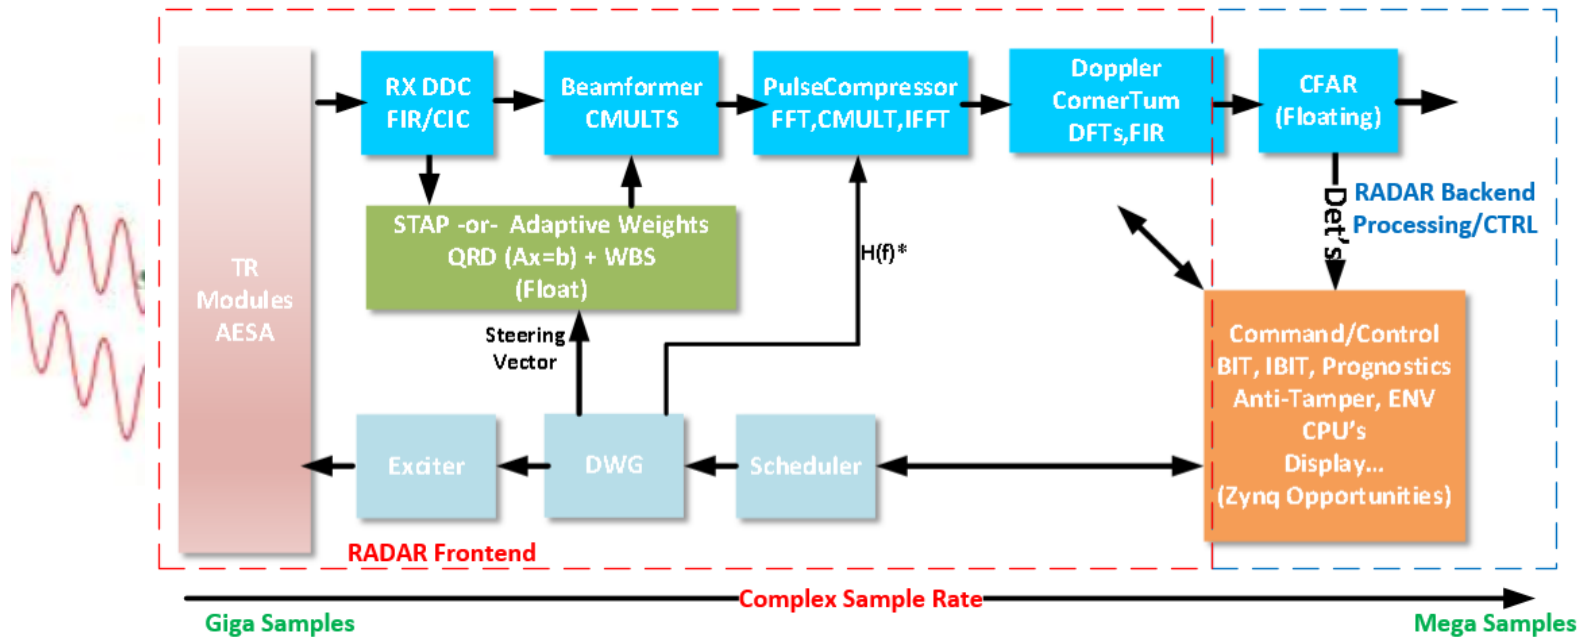 TR
Modules
AESA
RX DDC
FIR/CIC
Beamformer
CMULTS
PulseCompressor
FFT,CMULT,IFFT
Doppler
CornerTum
DFTs,FIR
CFAR
(Floating)
STAP -or- Adaptive Weights
QRD (Ax=b) + WBS
(Float)
H(f)*
Det's
RADAR Backend
Processing/CTRL
Steering
Vector
Command/Control
BIT, IBIT, Prognostics
Anti-Tamper, ENV
CPU's
Display...
(Zynq Opportunities)
Exciter
DWG
Scheduler
RADAR Frontend
Complex Sample Rate
Giga Samples
Mega Samples